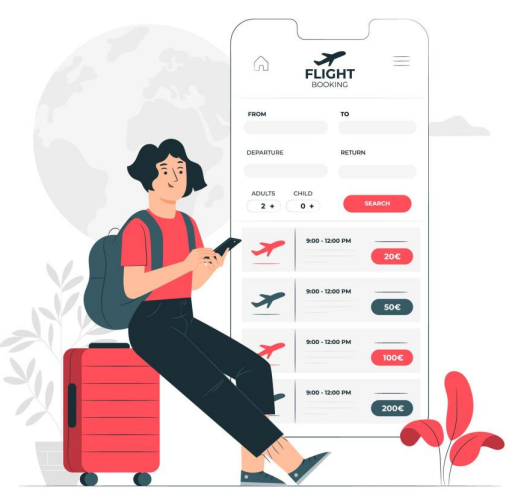 FLIGHT
BOOKING
FROM TO
DEPARTURE RETURN
ADULTS CHILD
2 + 0 + SEARCH
9:00 - 12:00 PM
20€
9:00 - 12:00 PM
50€
9:00 - 12:00 PM
100€
9:00 - 12:00 PM
200€